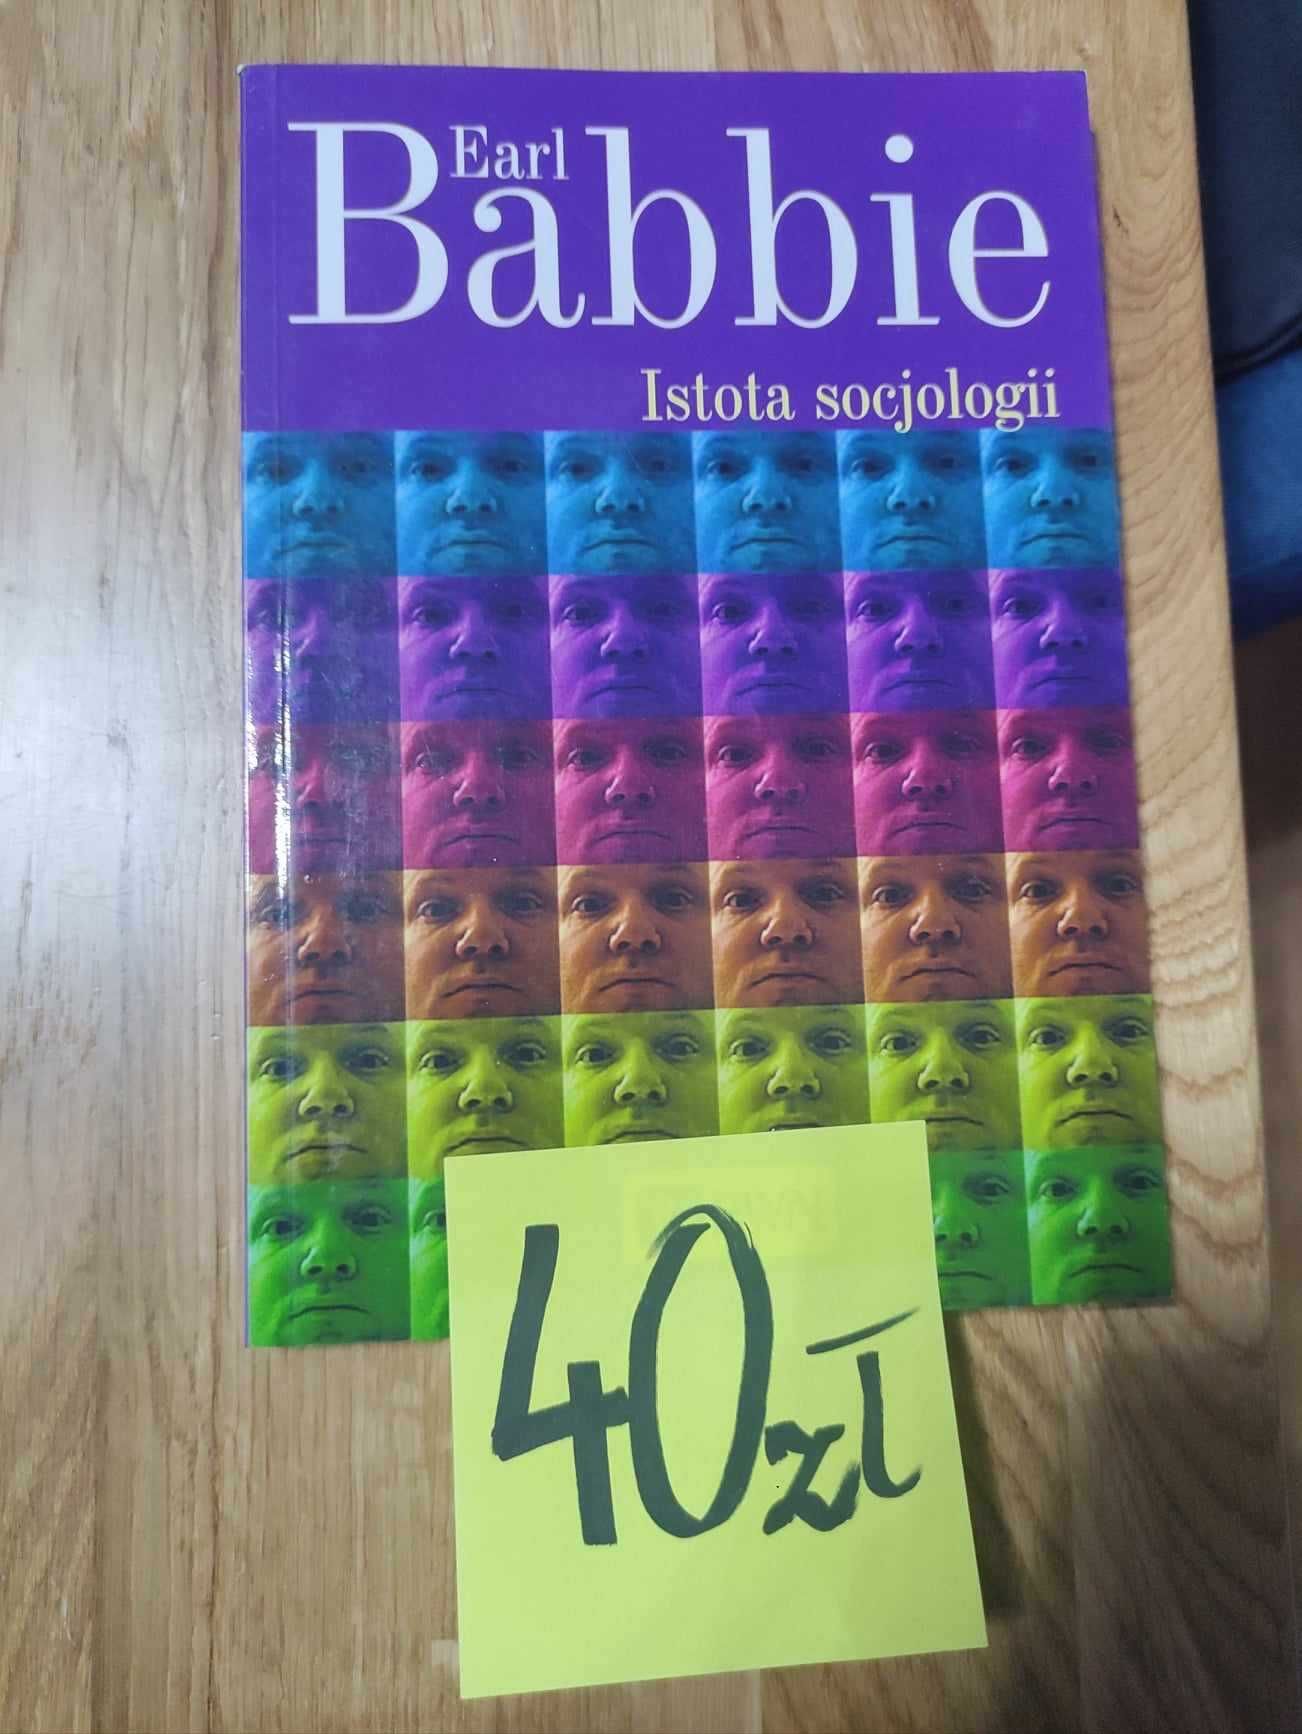 Earl
Babbie
Istota socjologii
40zł